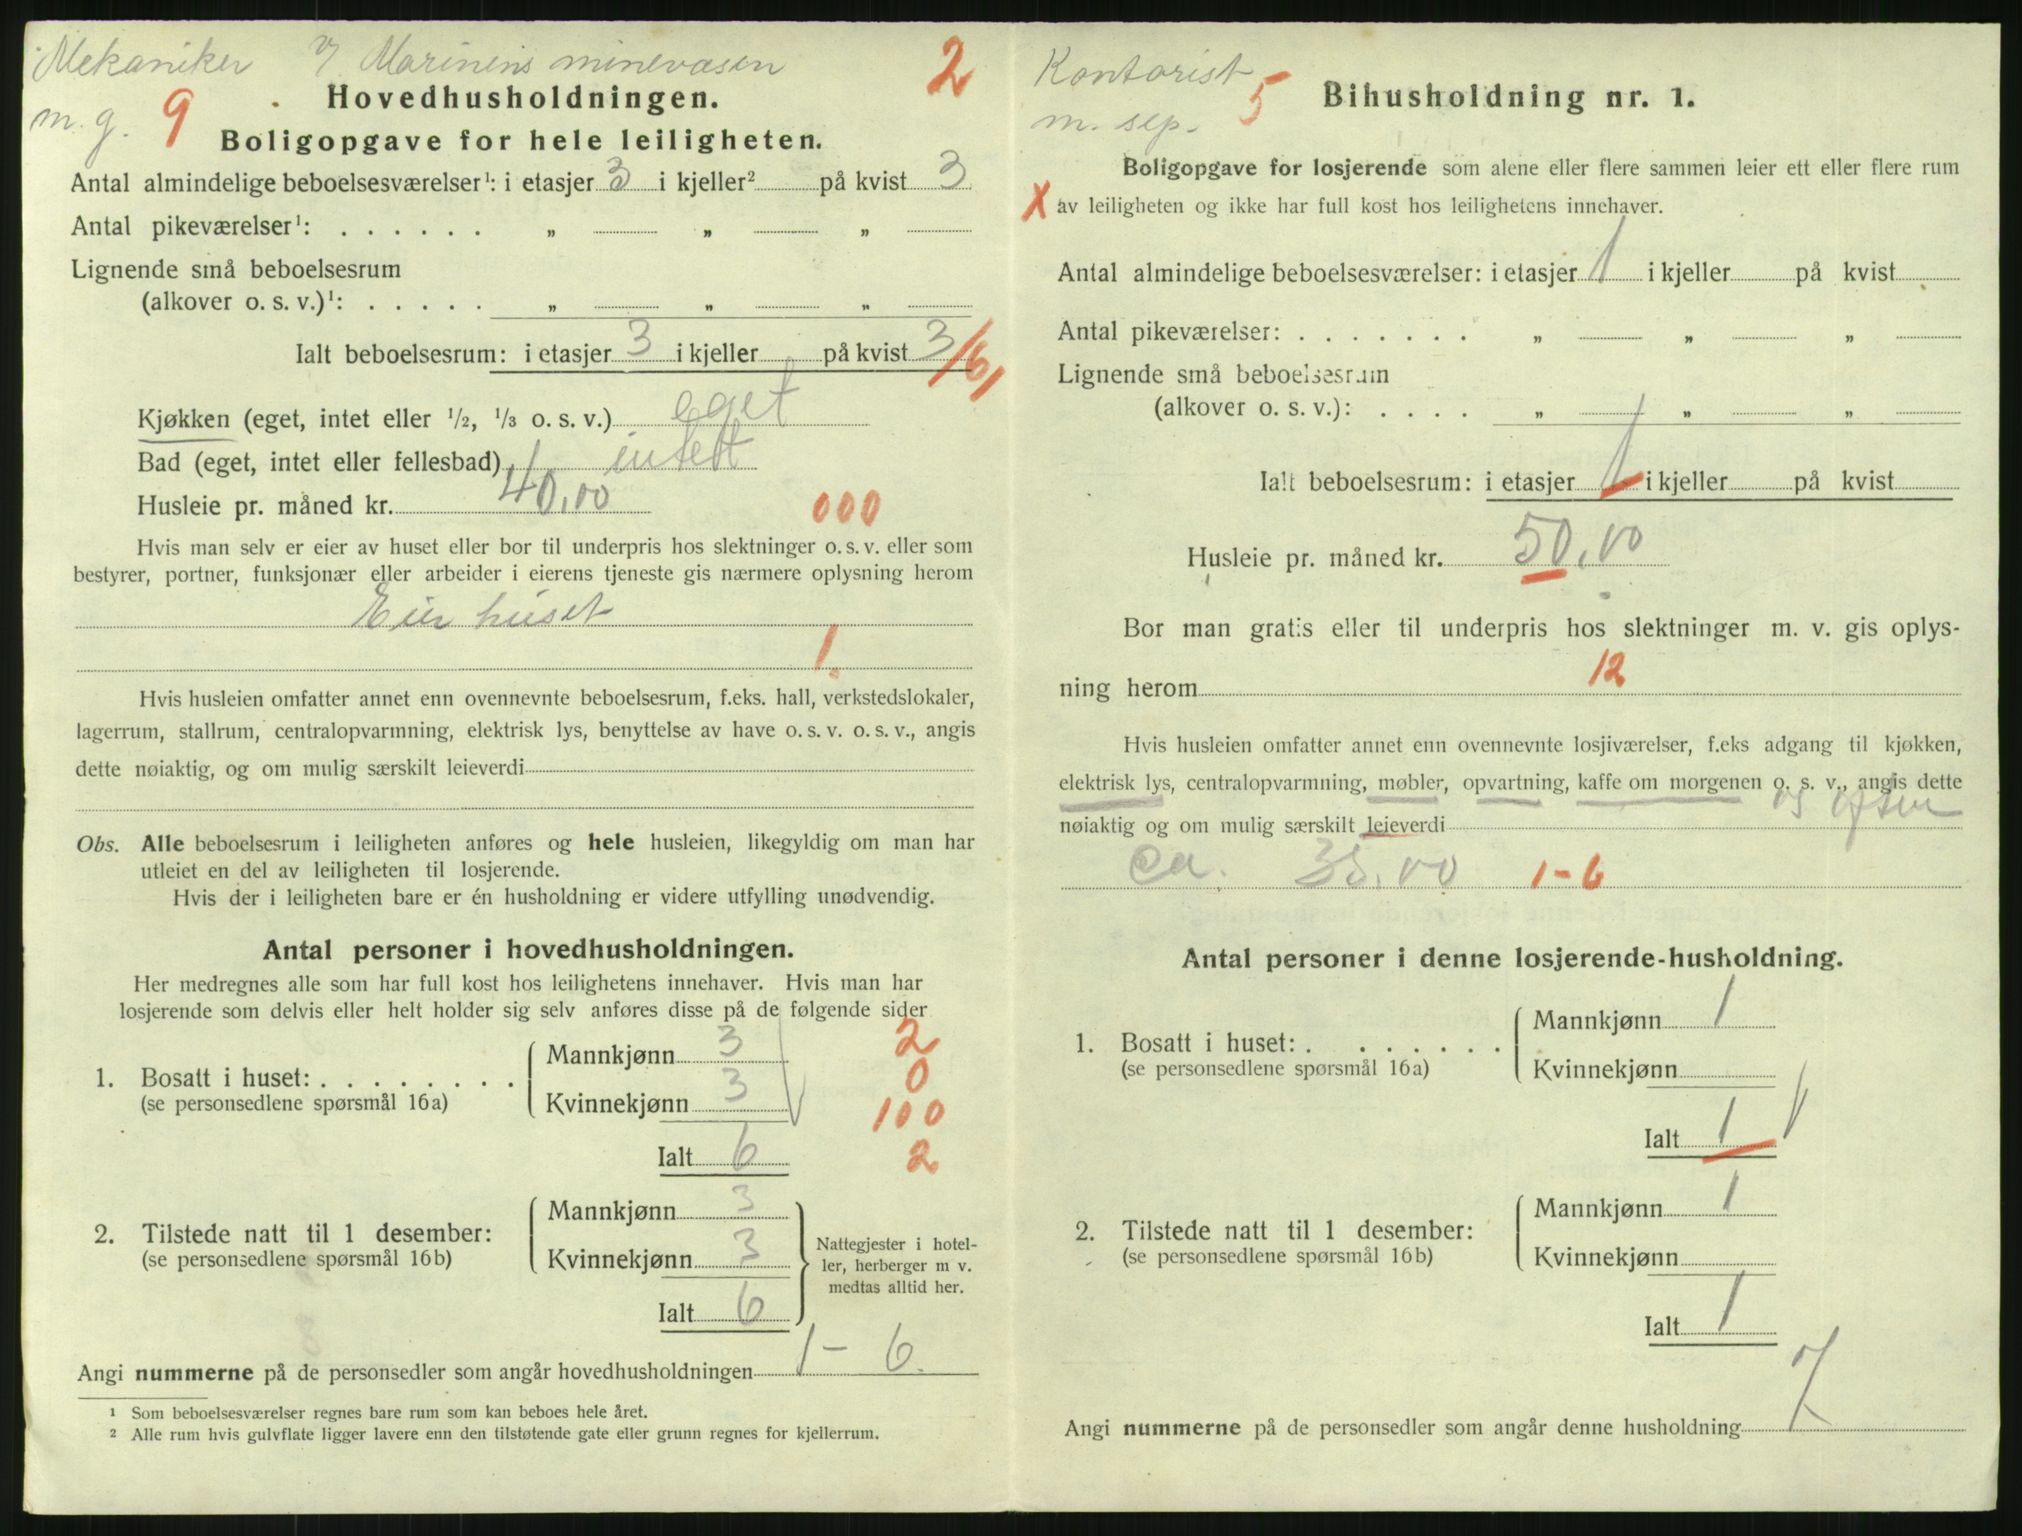 Mekaniker v/ Marinens minevæsen 2
m. g. 9
Hovedhusholdningen.
Boligopgave for hele leiligheten.
Antal almindelige beboelsesværelser¹: i etasjer 3 i kjeller² på kvist 3
Antal pikeværelser¹: . . . . . . „ „ „
Lignende små beboelsesrum
(alkover o. s. v.)¹: . . . . . „ „ „
Ialt beboelsesrum: i etasjer 3 i kjeller på kvist 3 /6/
Kjøkken (eget, intet eller 1/2, 1/3 o. s. v.) eget
Bad (eget, intet eller fellesbad) intett
Husleie pr. måned kr. 40,00 000
Hvis man selv er eier av huset eller bor til underpris hos slektninger o. s. v. eller som
bestyrer, portner, funksjonær eller arbeider i eierens tjeneste gis nærmere oplysning herom
Eier huset
1.
Hvis husleien omfatter annet enn ovennevnte beboelsesrum, f.eks. hall, verkstedslokaler,
lagerrum, stallrum, centralopvarmning, elektrisk lys, benyttelse av have o. s. v. o. s. v., angis
dette nøiaktig, og om mulig særskilt leieverdi
Obs. Alle beboelsesrum i leiligheten anføres og hele husleien, likegyldig om man har
utleiet en del av leiligheten til losjerende.
Hvis der i leiligheten bare er én husholdning er videre utfylling unødvendig.
Antal personer i hovedhusholdningen.
Her medregnes alle som har full kost hos leilighetens innehaver. Hvis man har
losjerende som delvis eller helt holder sig selv anføres disse på de følgende sider
1. Bosatt i huset: . . . . . . . .
(se personsedlene spørsmål 16a)
Mannkjønn 3 2
0
Kvinnekjønn 3 100
Ialt 6 2
2. Tilstede natt til 1 desember:
(se personsedlene spørsmål 16b)
Mannkjønn 3
Kvinnekjønn 3
Ialt 6
Nattegjester i hotel-
ler, herberger m v.
medtas alltid her.
Angi nummerne på de personsedler som angår hovedhusholdningen 1 - 6.
¹ Som beboelsesværelser regnes bare rum som kan beboes hele året.
² Alle rum hvis gulvflate ligger lavere enn den tilstøtende gate eller grunn regnes for kjellerrum.
Kontorist 5
m. sep.
Bihusholdning nr. 1.
Boligopgave for losjerende som alene eller flere sammen leier ett eller flere rum
X av leiligheten og ikke har full kost hos leilighetens innehaver.
Antal almindelige beboelsesværelser: i etasjer 1 i kjeller på kvist
Antal pikeværelser: . . . . . . . „ „ „
Lignende små beboelsesrum
(alkover o. s. v.): . . . . „ „ „
Ialt beboelsesrum: i etasjer 1 i kjeller på kvist
Husleie pr. måned kr. 50,00
Bor man gratis eller til underpris hos slektninger m. v. gis oplys-
ning herom 12
Hvis husleien omfatter annet enn ovennevnte losjiværelser, f.eks adgang til kjøkken,
elektrisk lys, centralopvarmning, møbler, opvartning, kaffe om morgenen o. s. v., angis dette
og aften
nøiaktig og om mulig særskilt leieverdi
ca. 35.00 1-6
Antal personer i denne losjerende-husholdning.
1. Bosatt i huset: . . . . . . .
(se personsedlene spørsmål 16a)
Mannkjønn 1
Kvinnekjønn
Ialt 1
2. Tilstede natt til 1 desember:
(se personsedlene spørsmål 16b)
Mannkjønn 1
Kvinnekjønn
Ialt 1
Angi nummerne på de personsedler som angår denne husholdning 7